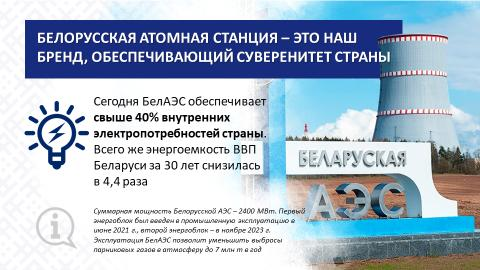 БЕЛОРУССКАЯ АТОМНАЯ СТАНЦИЯ – ЭТО НАШ
БРЕНД, ОБЕСПЕЧИВАЮЩИЙ СУВЕРЕНИТЕТ СТРАНЫ
Сегодня БелАЭС обеспечивает
свыше 40% внутренних
электропотребностей страны.
Всего же энергоемкость ВВП
Беларуси за 30 лет снизилась
в 4,4 раза
БЕЛАРУСКАЯ
АЭС
Суммарная мощность Белорусской АЭС – 2400 МВт. Первый
энергоблок был введен в промышленную эксплуатацию в
июне 2021 г., второй энергоблок – в ноябре 2023 г.
Эксплуатация БелАЭС позволит уменьшить выбросы
парниковых газов в атмосферу до 7 млн т в год